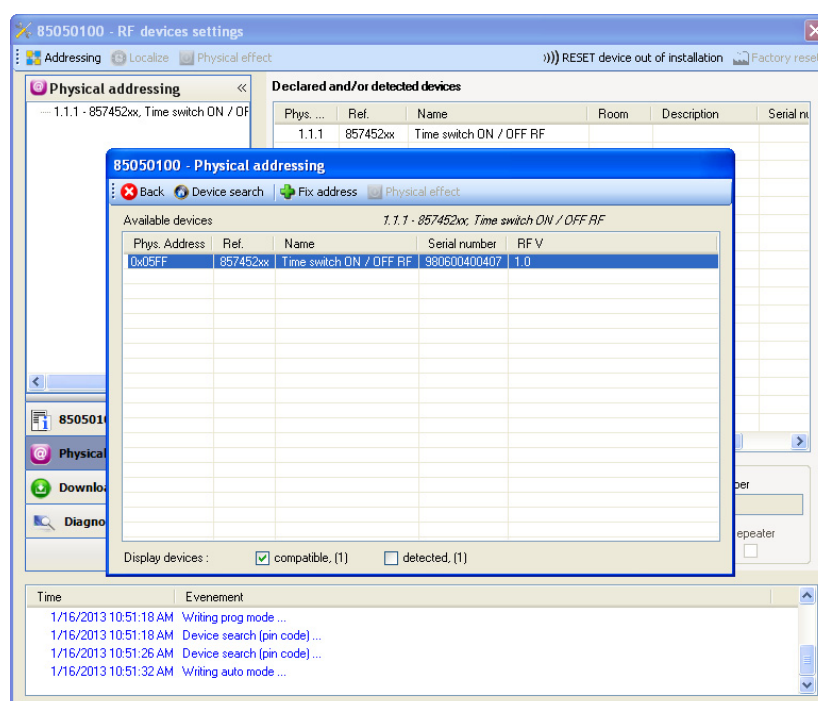 85050100 - RF devices settings
Addressing Localize Physical effect ))) RESET device out of installation Factory rese
Physical addressing «
1.1.1 - 857452xx, Time switch ON / OF
Declared and/or detected devices
Phys. ... Ref. Name Room Description Serial nu
1.1.1 857452xx Time switch ON / OFF RF
85050100 - Physical addressing
Back Device search Fix address Physical effect
Available devices 1.1.1 - 857452xx, Time switch ON / OFF RF
Phys. Address Ref. Name Serial number RF V
0x05FF 857452xx Time switch ON / OFF RF 980600400407 1.0
Display devices : compatible, (1) detected, (1)
850501
Physical
Downlo
Diagno
ber
epeater
Time Evenement
1/16/2013 10:51:18 AM Writing prog mode ...
1/16/2013 10:51:18 AM Device search (pin code) ...
1/16/2013 10:51:26 AM Device search (pin code) ...
1/16/2013 10:51:32 AM Writing auto mode ...